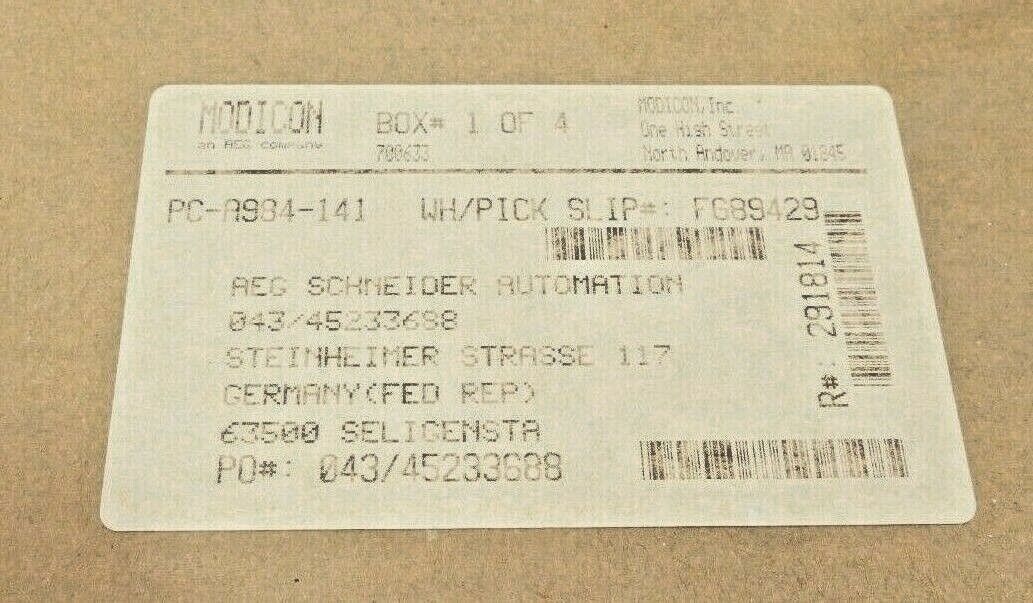 MODICON
an AEG company
BOX# 1 OF 4
700633
MODICON, Inc.
One High Street
North Andover, MA 01845
PC-A984-141 WH/PICK SLIP#: FG89429
AEG SCHNEIDER AUTOMATION
043/45233688
STEINHEIMER STRASSE 117
GERMANY(FED REP)
63500 SELIGENSTA
PO#: 043/45233688
R#: 291814